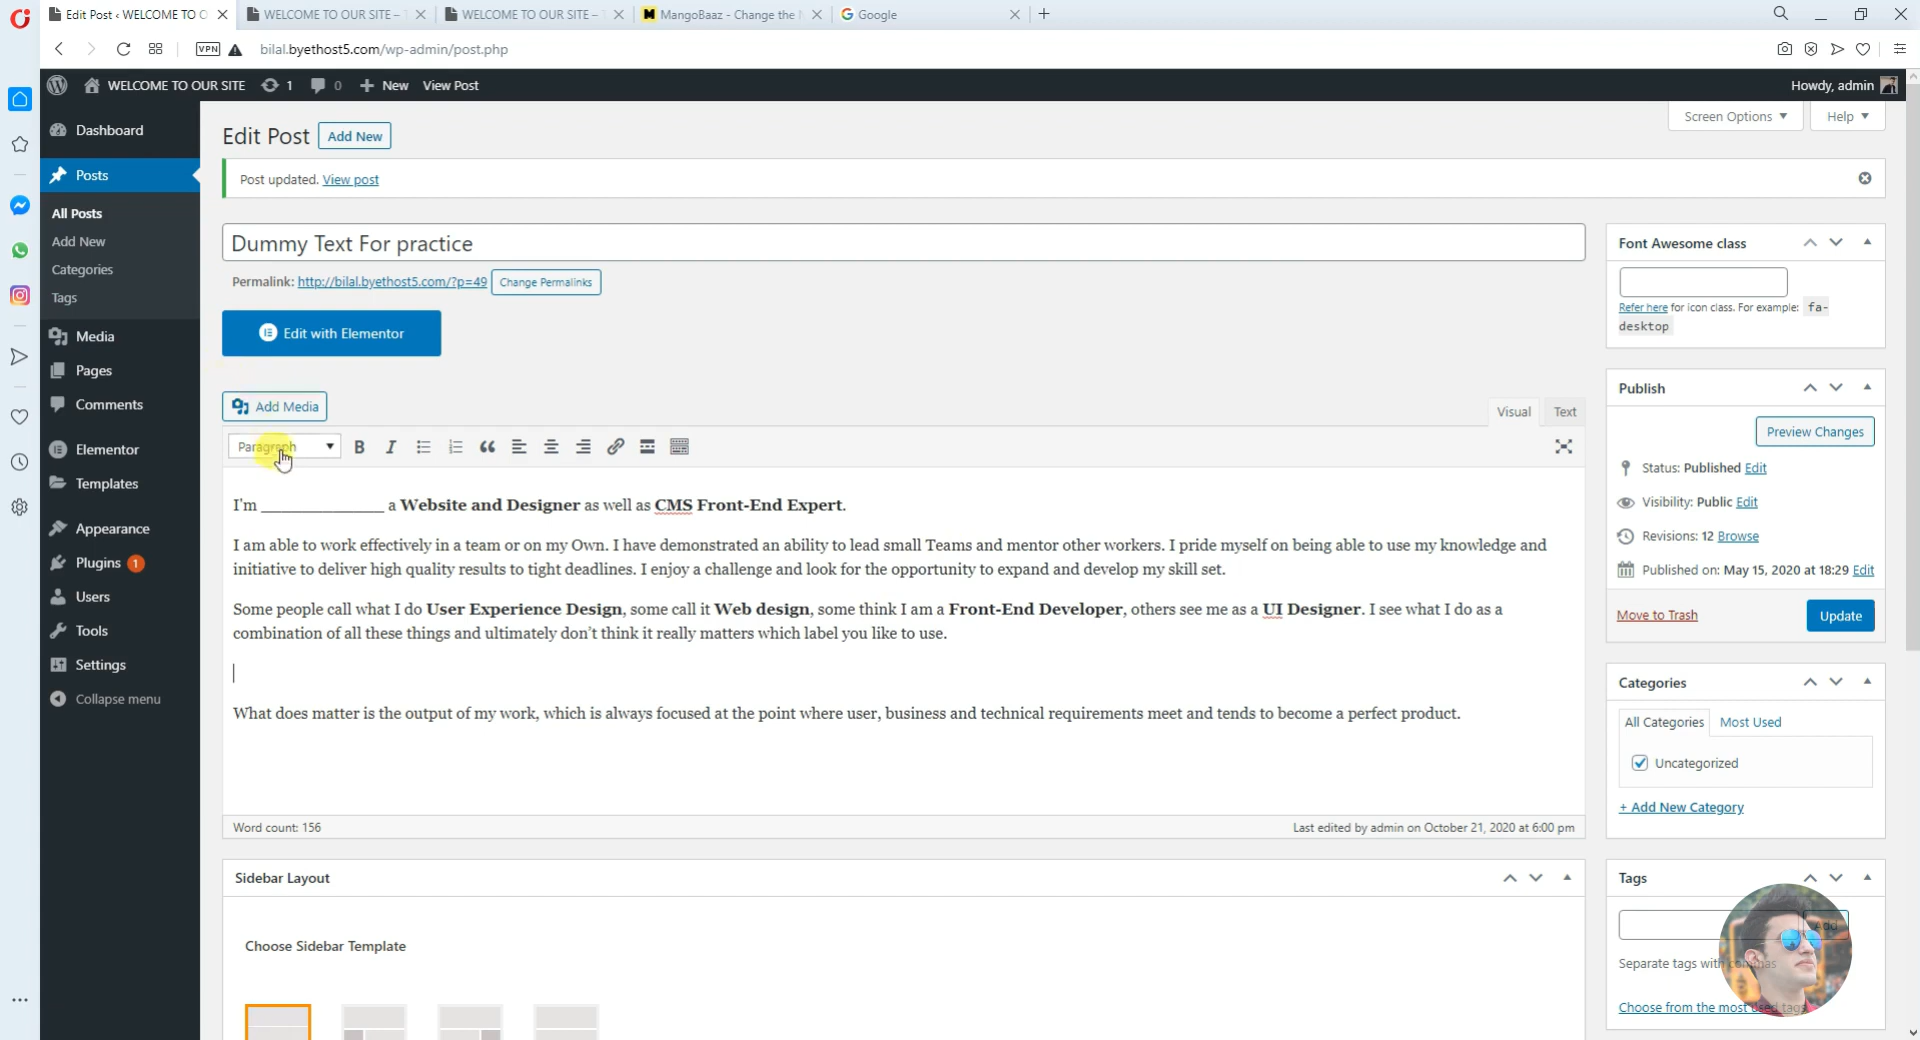 Edit Post ‹ WELCOME TO O
WELCOME TO OUR SITE –
WELCOME TO OUR SITE –
MangoBaaz - Change the
Google
VPN
bilal.byethost5.com/wp-admin/post.php
WELCOME TO OUR SITE 1 0 + New View Post
Howdy, admin
Dashboard
Posts
All Posts
Add New
Categories
Tags
Media
Pages
Comments
Elementor
Templates
Appearance
Plugins 1
Users
Tools
Settings
Collapse menu
Screen Options
Help
Edit Post
Add New
Post updated. View post
Dummy Text For practice
Permalink: http://bilal.byethost5.com/?p=49 Change Permalinks
Edit with Elementor
Add Media
Visual Text
Paragraph
I'm ______________ a Website and Designer as well as CMS Front-End Expert.
I am able to work effectively in a team or on my Own. I have demonstrated an ability to lead small Teams and mentor other workers. I pride myself on being able to use my knowledge and
initiative to deliver high quality results to tight deadlines. I enjoy a challenge and look for the opportunity to expand and develop my skill set.
Some people call what I do User Experience Design, some call it Web design, some think I am a Front-End Developer, others see me as a UI Designer. I see what I do as a
combination of all these things and ultimately don't think it really matters which label you like to use.
What does matter is the output of my work, which is always focused at the point where user, business and technical requirements meet and tends to become a perfect product.
Word count: 156
Last edited by admin on October 21, 2020 at 6:00 pm
Sidebar Layout
Choose Sidebar Template
Font Awesome class
Refer here for icon class. For example: fa-
desktop
Publish
Preview Changes
Status: Published Edit
Visibility: Public Edit
Revisions: 12 Browse
Published on: May 15, 2020 at 18:29 Edit
Move to Trash
Update
Categories
All Categories Most Used
Uncategorized
+ Add New Category
Tags
Add
Separate tags with commas
Choose from the most used tags